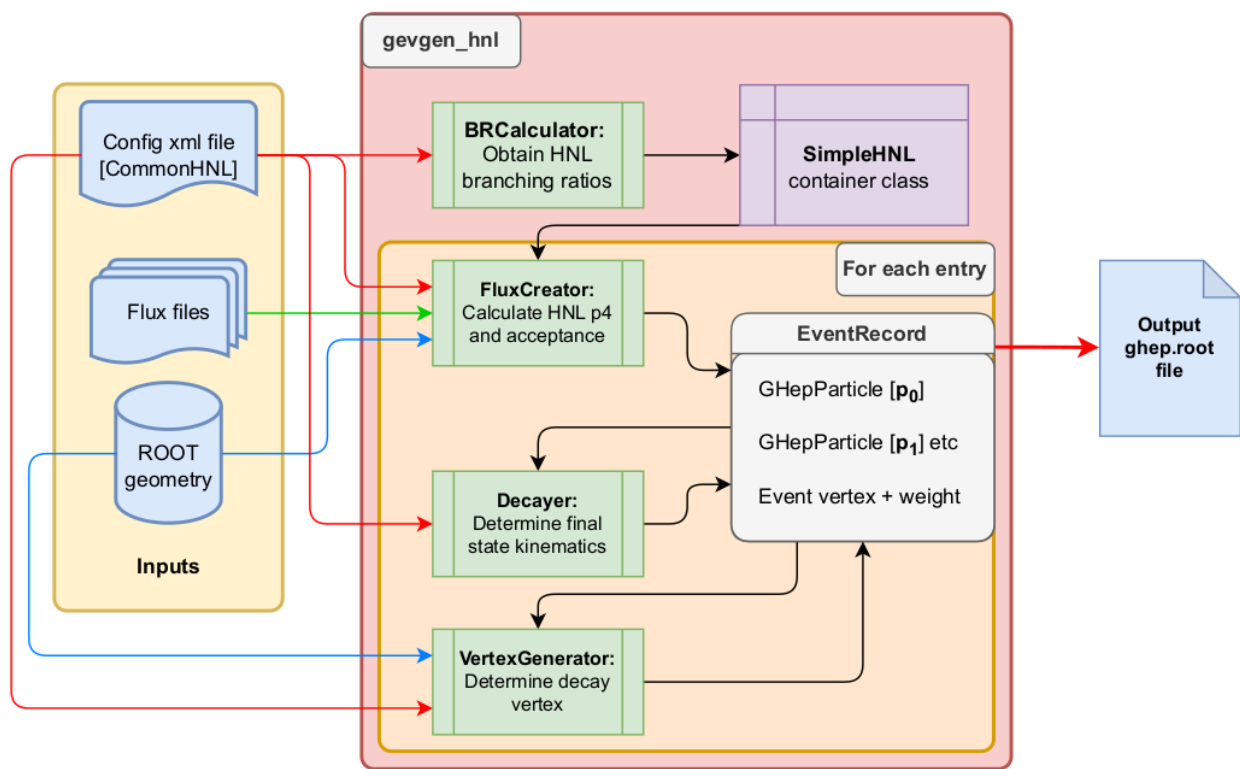 gevgen_hnl
Config xml file
[CommonHNL]
Flux files
ROOT
geometry
Inputs
BRCalculator:
Obtain HNL
branching ratios
SimpleHNL
container class
For each entry
FluxCreator:
Calculate HNL p4
and acceptance
EventRecord
GHepParticle [p0]
GHepParticle [p1] etc
Event vertex + weight
Decayer:
Determine final
state kinematics
VertexGenerator:
Determine decay
vertex
Output
ghep.root
file